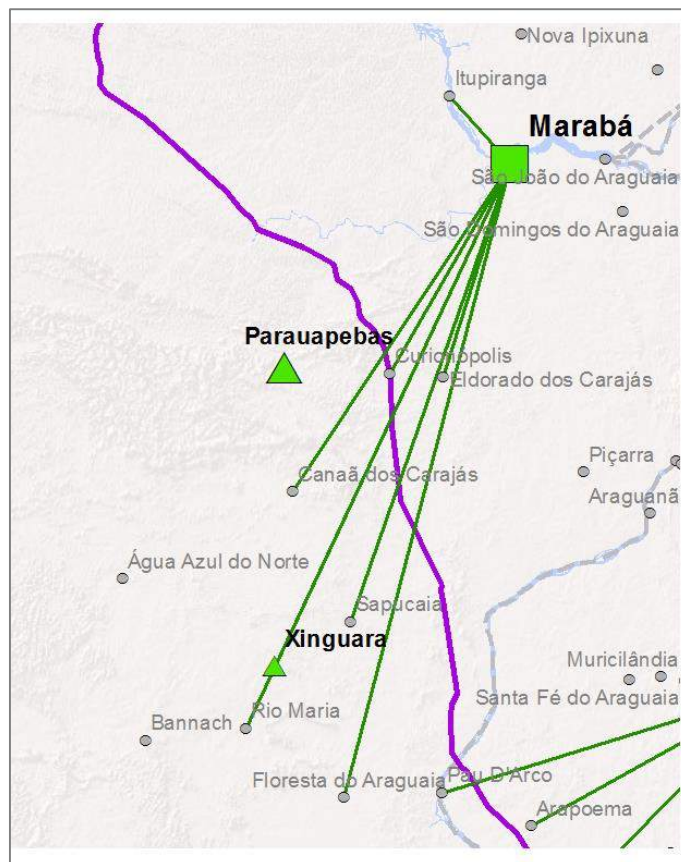 Nova Ipixuna
Itupiranga
Marabá
São João do Araguaia
São Domingos do Araguaia
Parauapebas
Curionópolis
Eldorado dos Carajás
Piçarra
Canaã dos Carajás
Araguanã
Água Azul do Norte
Sapucaia
Xinguara
Muricilândia
Santa Fé do Araguaia
Rio Maria
Bannach
Floresta do Araguaia
Pau D'Arco
Arapoema